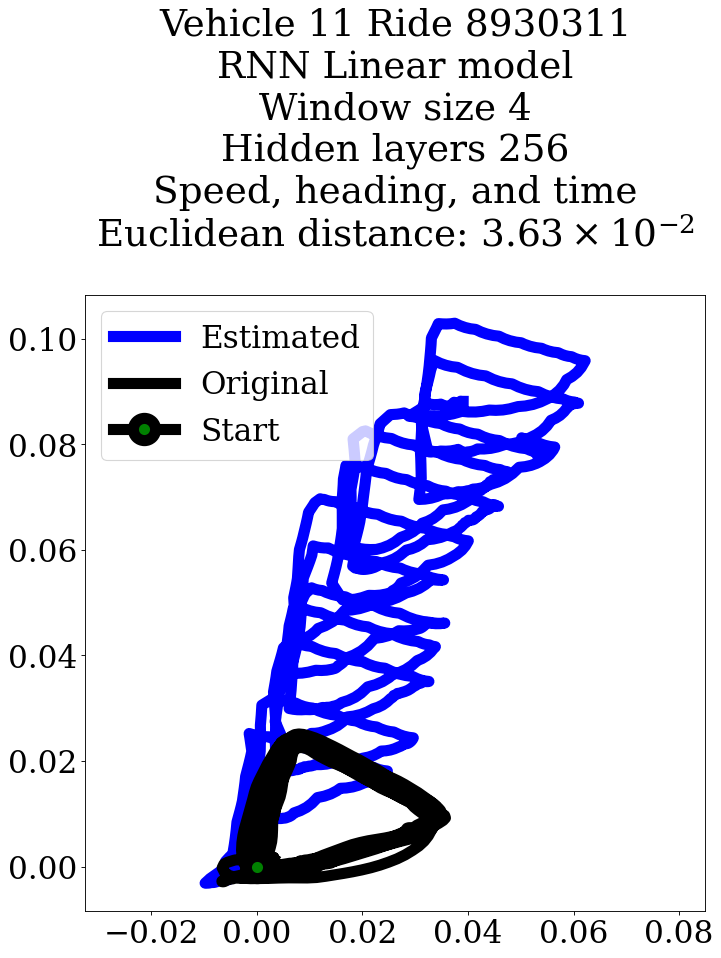 Vehicle 11 Ride 8930311
RNN Linear model
Window size 4
Hidden layers 256
Speed, heading, and time
Euclidean distance: 3.63 × 10⁻²
Estimated
Original
Start
0.10
0.08
0.06
0.04
0.02
0.00
−0.02 0.00 0.02 0.04 0.06 0.08